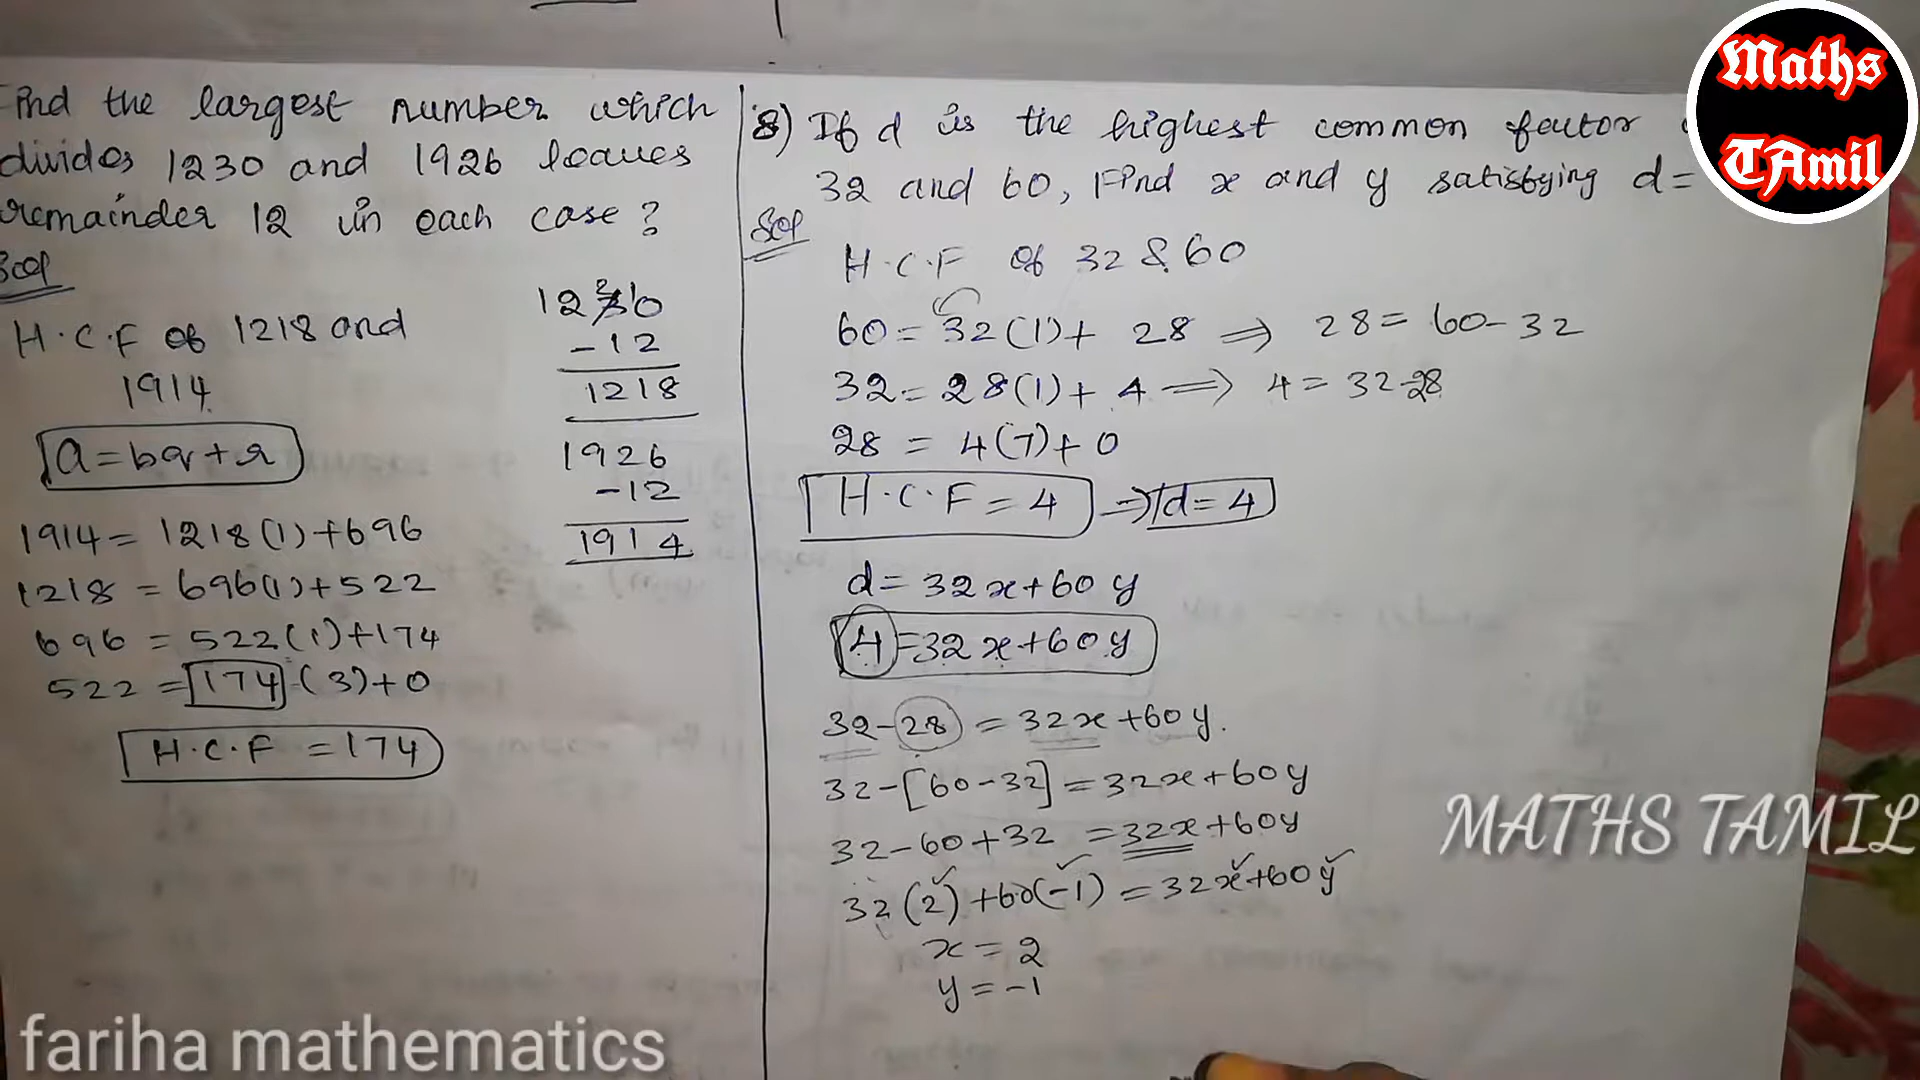 Find the largest number which
divides 1230 and 1926 leaves
remainder 12 in each case?
Sol
H.C.F of 1218 and
1914
a=bq+r
1914=1218(1)+696
1218=696(1)+522
696=522(1)+174
522=174(3)+0
H.C.F=174
1230
-12
1218
1926
-12
1914
8) If d is the highest common factor
32 and 60, Find x and y satisfying d=
Sol
H.C.F of 32 & 60
60=32(1)+28 ⇒ 28=60-32
32=28(1)+4 ⇒ 4=32-28
28=4(7)+0
H.C.F=4 ⇒ d=4
d=32x+60y
4=32x+60y
32-28=32x+60y.
32-[60-32]=32x+60y
32-60+32=32x+60y
32(2)+60(-1)=32x+60y
x=2
y=-1
Maths
TAmil
MATHS TAMIL
fariha mathematics